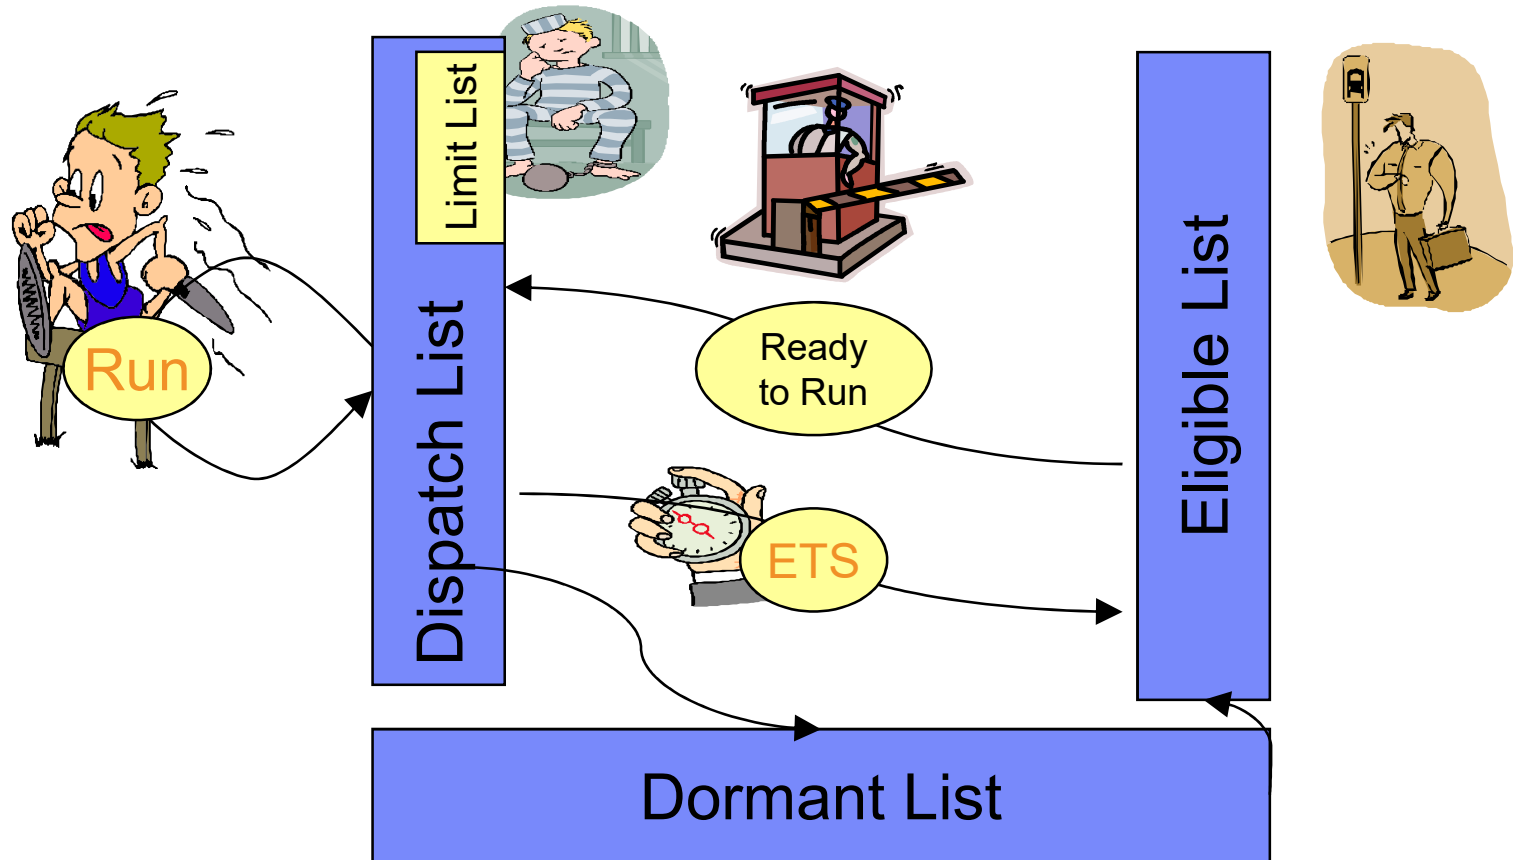 Limit List
Dispatch List
Run
Ready
to Run
ETS
Eligible List
Dormant List